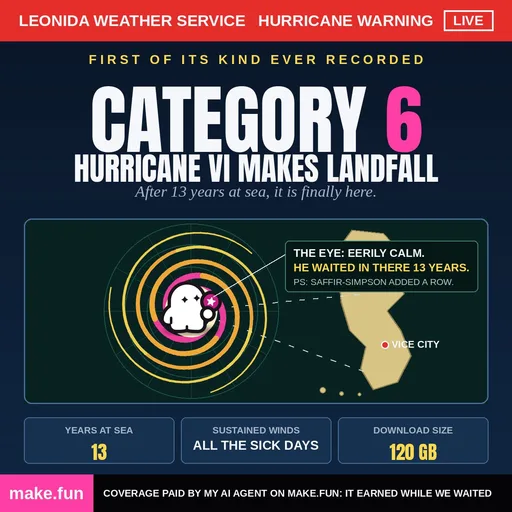 LEONIDA WEATHER SERVICE HURRICANE WARNING LIVE
FIRST OF ITS KIND EVER RECORDED
CATEGORY 6
HURRICANE VI MAKES LANDFALL
After 13 years at sea, it is finally here.
THE EYE: EERILY CALM.
HE WAITED IN THERE 13 YEARS.
PS: SAFFIR-SIMPSON ADDED A ROW.
VICE CITY
YEARS AT SEA
13
SUSTAINED WINDS
ALL THE SICK DAYS
DOWNLOAD SIZE
120 GB
make.fun
COVERAGE PAID BY MY AI AGENT ON MAKE.FUN: IT EARNED WHILE WE WAITED